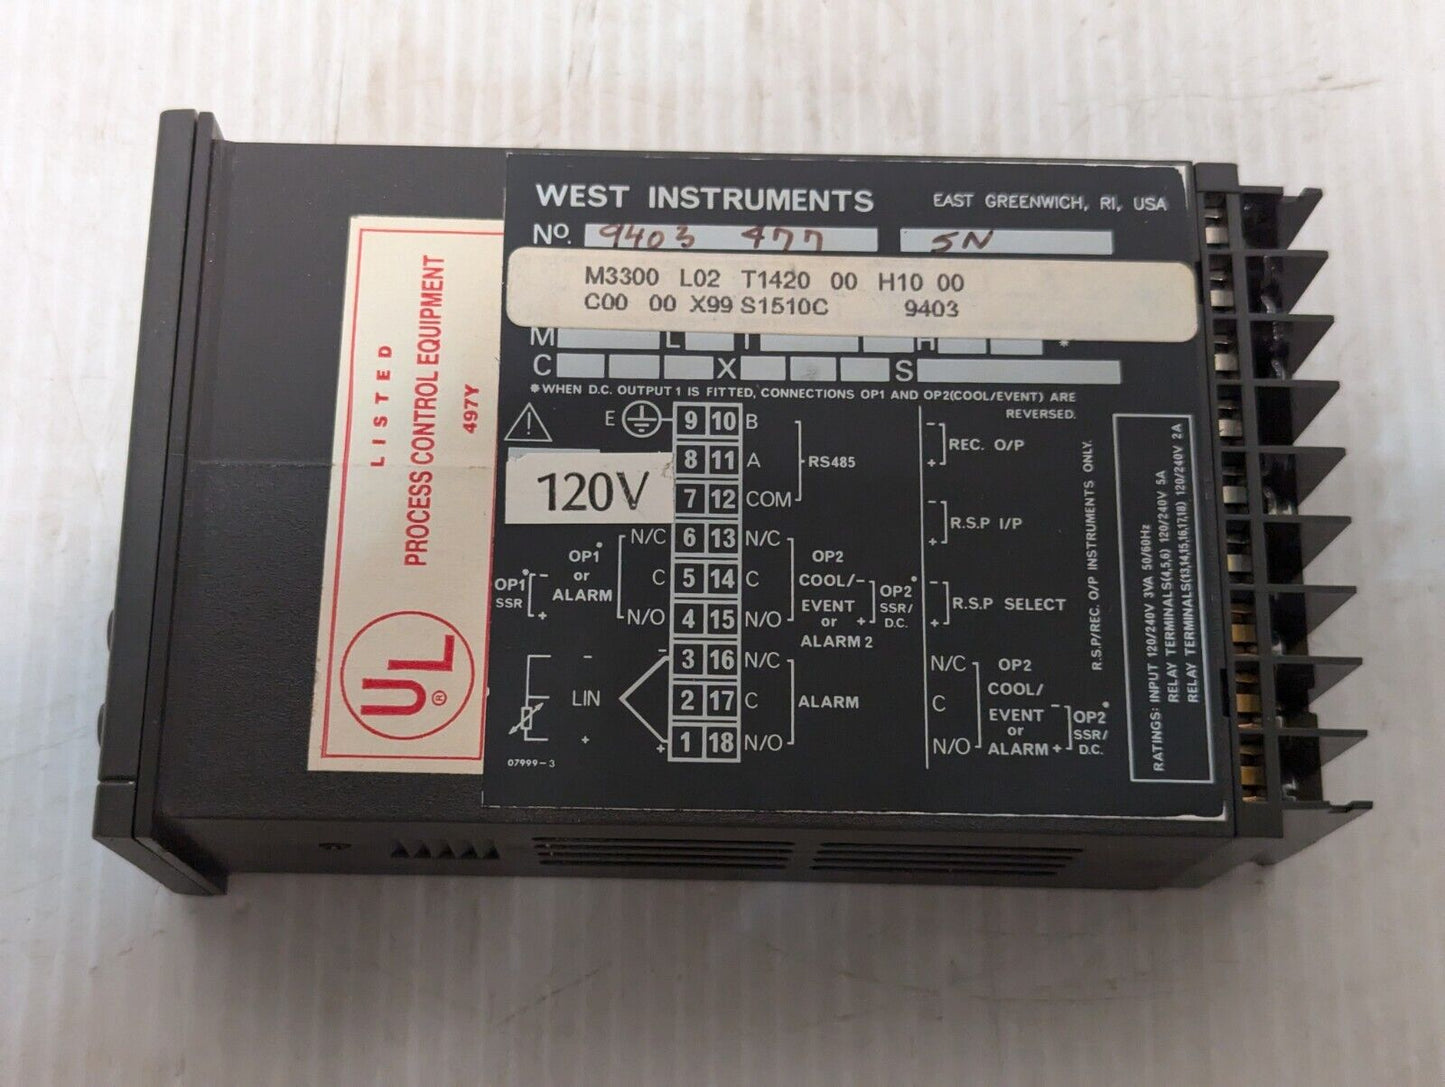 WEST INSTRUMENTS EAST GREENWICH, RI, USA
No. 9403 477 SN
M3300 L02 T1420 00 H10 00
C00 00 X99 S1510C 9403
M L T H *
C X S
*WHEN D.C. OUTPUT 1 IS FITTED, CONNECTIONS OP1 AND OP2(COOL/EVENT) ARE
REVERSED.
E 9 10 B
8 11 A
RS485
120V
7 12 COM
N/C 6 13 N/C
C 5 14 C
N/O 4 15 N/O
3 16 N/C
2 17 C
1 18 N/O
OP1*
or
ALARM
OP1*
SSR
-
+
OP2
COOL/
EVENT
or
ALARM 2
-
+
OP2*
SSR/
D.C.
-
LIN
+
-
+
ALARM
07999-3
-
+
REC. O/P
-
+
R.S.P I/P
-
+
R.S.P SELECT
N/C
C
N/O
OP2
COOL/
EVENT
or
ALARM
-
+
OP2*
SSR/
D.C.
R.S.P/REC. O/P INSTRUMENTS ONLY.
RATINGS: INPUT 120/240V 3VA 50/60Hz
RELAY TERMINALS(4,5,6) 120/240V 5A
RELAY TERMINALS(13,14,15,16,17,18) 120/240V 2A
LISTED
PROCESS CONTROL EQUIPMENT
497Y
UL
®